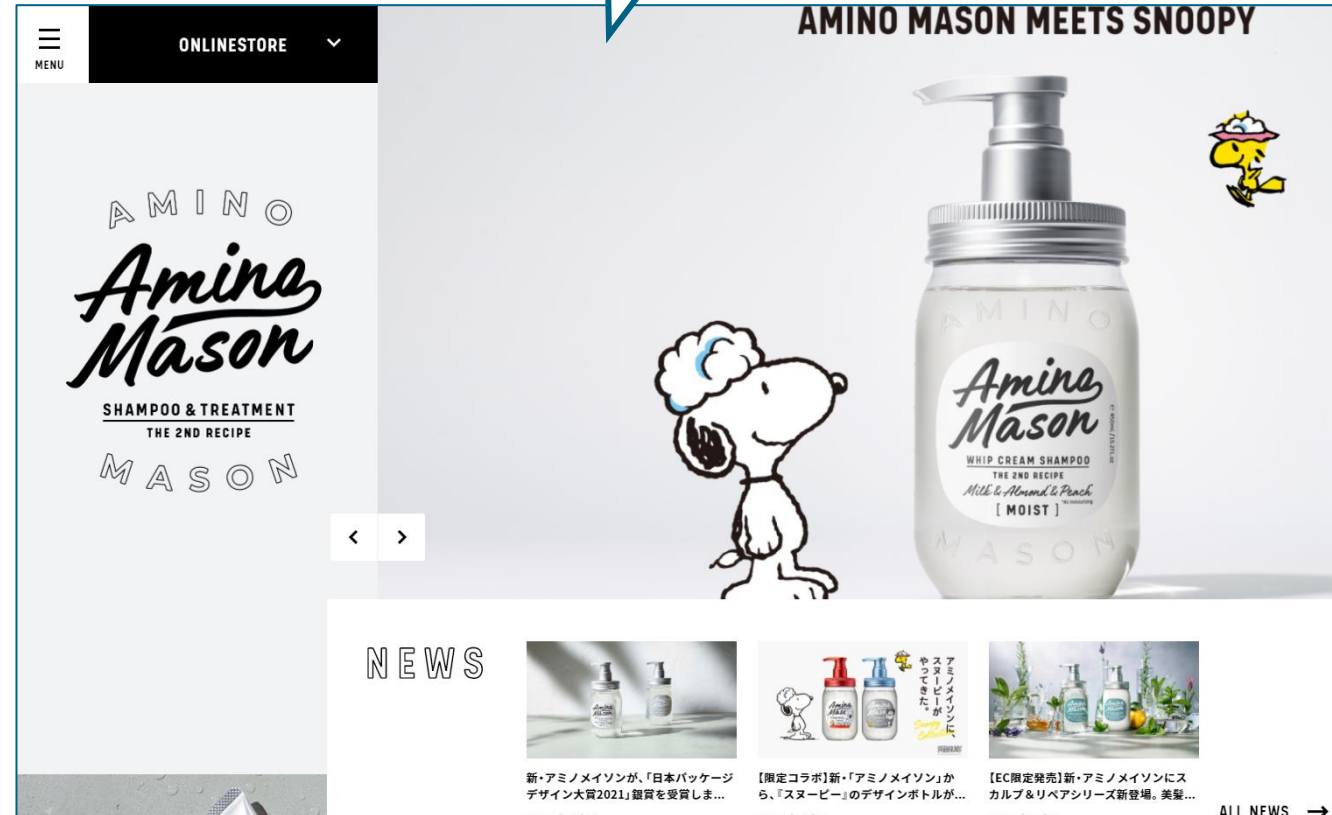 MENU
ONLINESTORE
AMINO MASON MEETS SNOOPY
AMINO
Amino
Mason
SHAMPOO & TREATMENT
THE 2ND RECIPE
MASON
AMINO
Amino
Mason
WHIP CREAM SHAMPOO
THE 2ND RECIPE
Milk & Almond & Peach
[ MOIST ]
MASON
NEWS
アミノメイソンに、
スヌーピーが
やってきた。
Snoopy
Collection
PEANUTS
新・アミノメイソンが、「日本パッケージ
デザイン大賞2021」銀賞を受賞しま...
【限定コラボ】新・「アミノメイソン」か
ら、『スヌーピー』のデザインボトルが...
【EC限定発売】新・アミノメイソンにス
カルプ＆リペアシリーズ新登場。美髪...
ALL NEWS